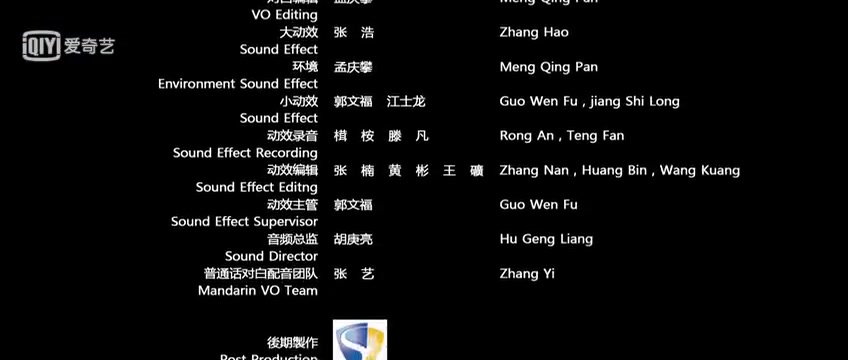 对白编辑 孟庆攀 Meng Qing Pan
VO Editing
iQIYI 爱奇艺
大动效 张 浩 Zhang Hao
Sound Effect
环境 孟庆攀 Meng Qing Pan
Environment Sound Effect
小动效 郭文福 江士龙 Guo Wen Fu , jiang Shi Long
Sound Effect
动效录音 楫 桉 滕 凡 Rong An , Teng Fan
Sound Effect Recording
动效编辑 张 楠 黄 彬 王 礦 Zhang Nan , Huang Bin , Wang Kuang
Sound Effect Editng
动效主管 郭文福 Guo Wen Fu
Sound Effect Supervisor
音频总监 胡庚亮 Hu Geng Liang
Sound Director
普通话对白配音团队 张 艺 Zhang Yi
Mandarin VO Team
後期製作
Post Production